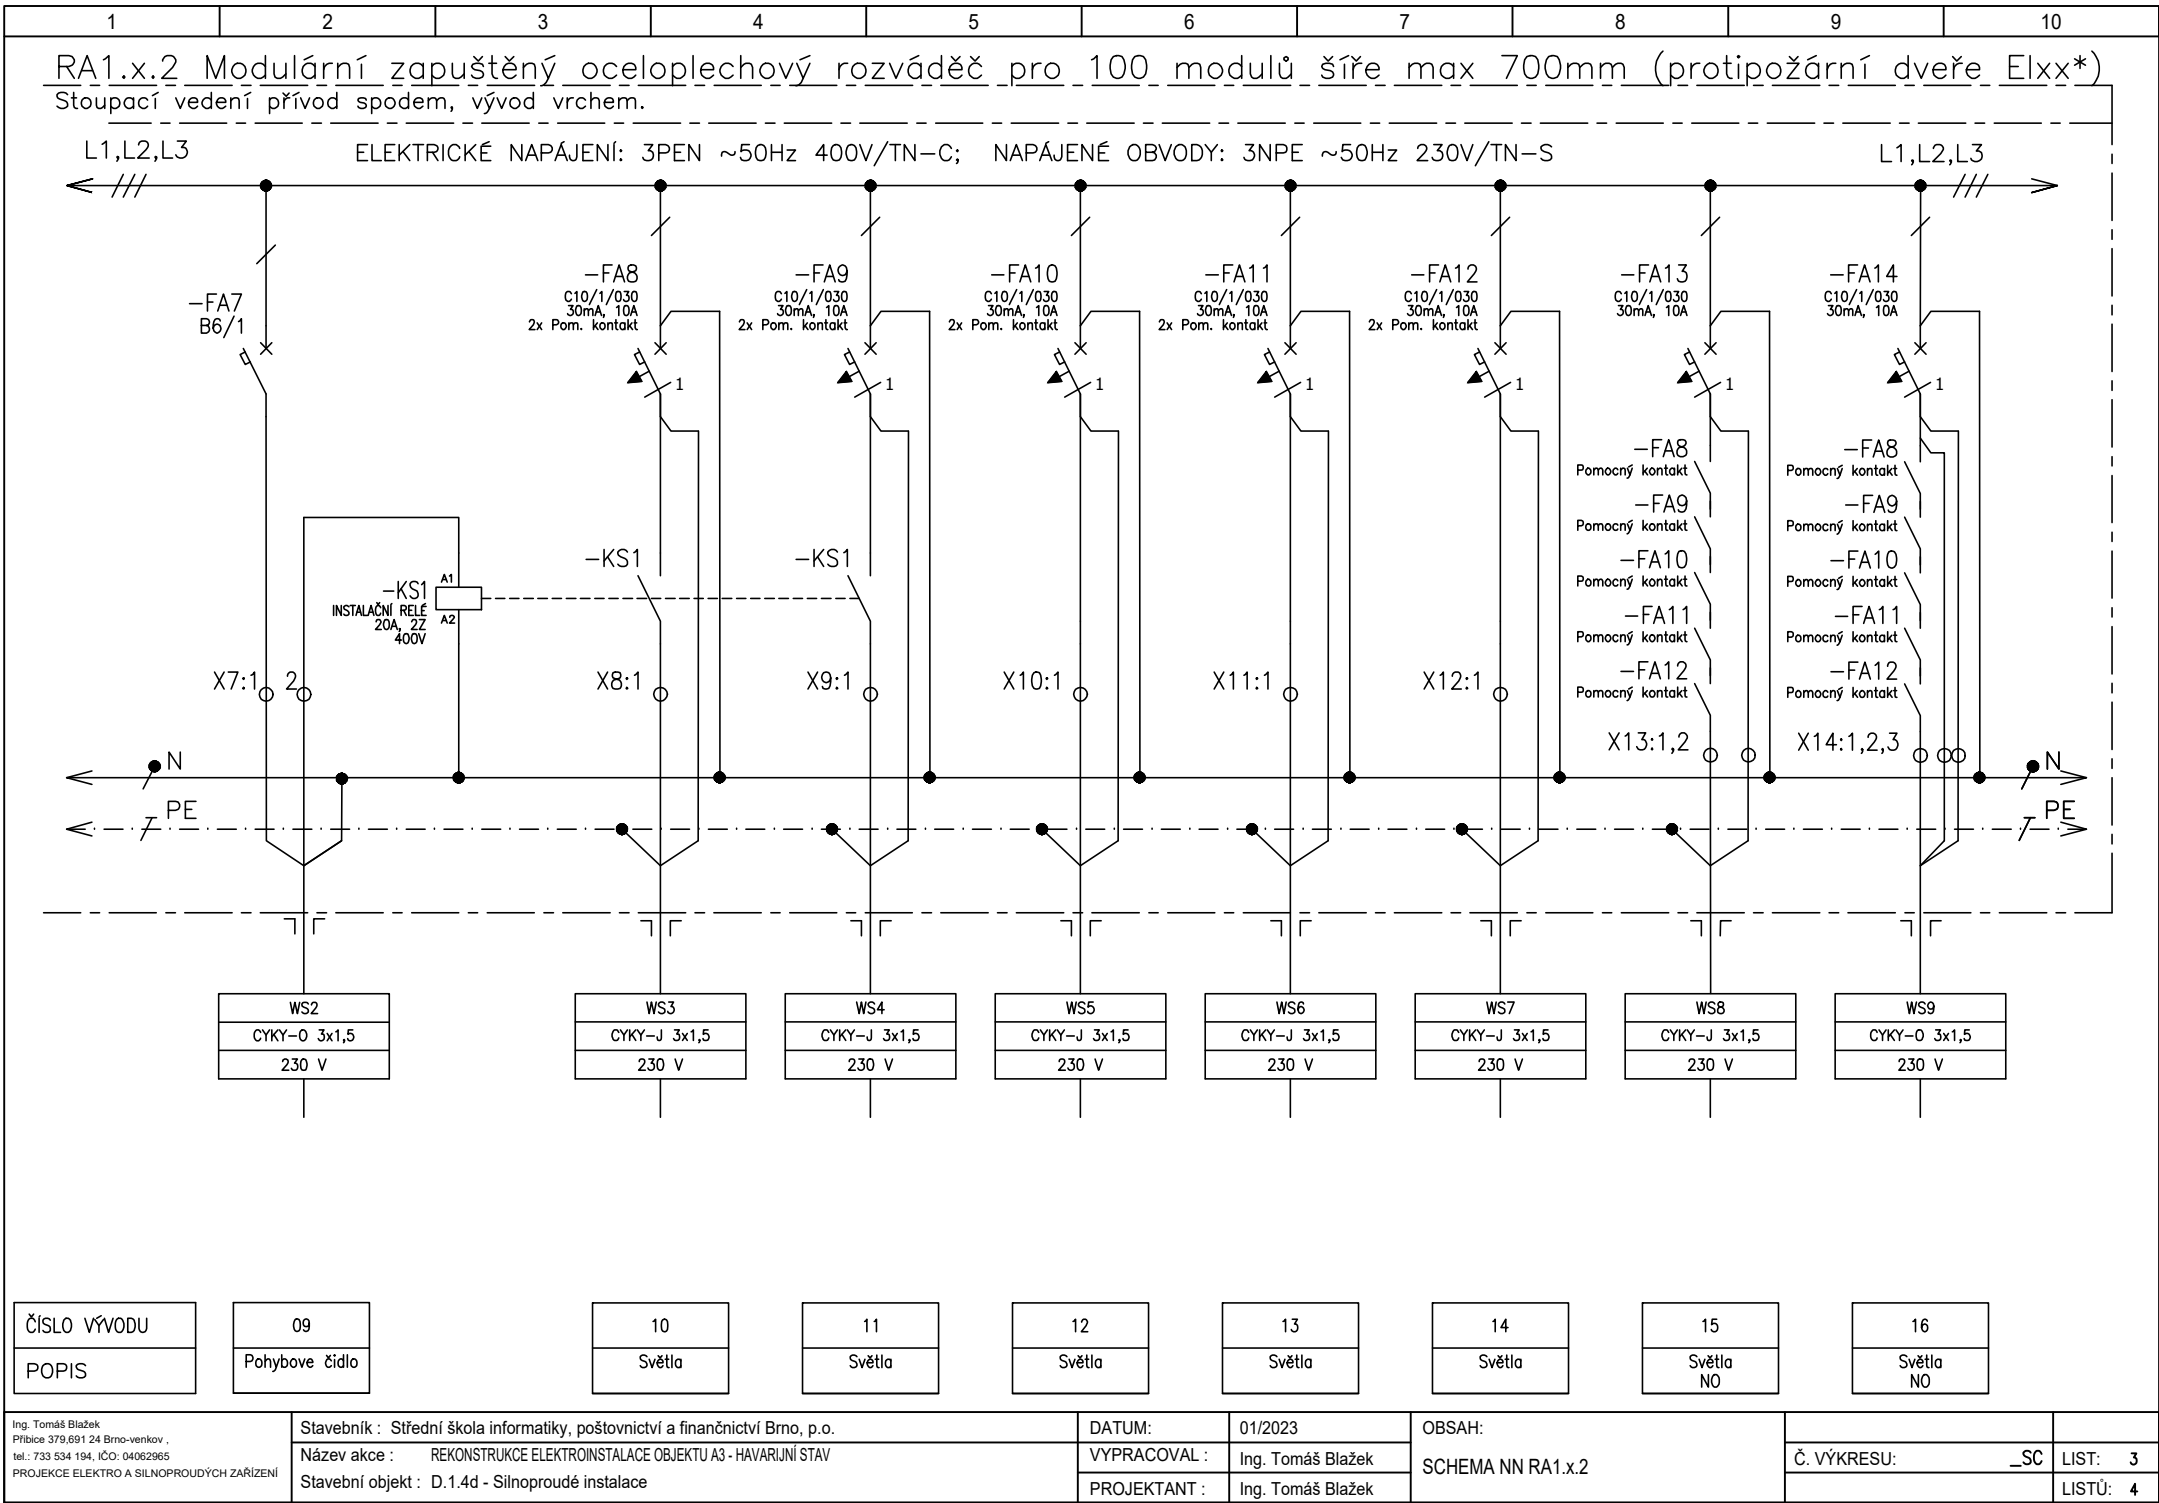 1 2 3 4 5 6 7 8 9 10
RA1.x.2 Modulární zapuštěný oceloplechový rozváděč pro 100 modulů šíře max 700mm (protipožární dveře EIxx*)
Stoupací vedení přívod spodem, vývod vrchem.
L1,L2,L3
ELEKTRICKÉ NAPÁJENÍ: 3PEN ~50Hz 400V/TN-C; NAPÁJENÉ OBVODY: 3NPE ~50Hz 230V/TN-S
L1,L2,L3
-FA7
B6/1
-FA8
C10/1/030
30mA, 10A
2x Pom. kontakt
1
-FA9
C10/1/030
30mA, 10A
2x Pom. kontakt
1
-FA10
C10/1/030
30mA, 10A
2x Pom. kontakt
1
-FA11
C10/1/030
30mA, 10A
2x Pom. kontakt
1
-FA12
C10/1/030
30mA, 10A
2x Pom. kontakt
1
-FA13
C10/1/030
30mA, 10A
1
-FA14
C10/1/030
30mA, 10A
1
-FA8
Pomocný kontakt
-FA9
Pomocný kontakt
-FA10
Pomocný kontakt
-FA11
Pomocný kontakt
-FA12
Pomocný kontakt
-FA8
Pomocný kontakt
-FA9
Pomocný kontakt
-FA10
Pomocný kontakt
-FA11
Pomocný kontakt
-FA12
Pomocný kontakt
-KS1
INSTALAČNÍ RELÉ
20A, 2Z
400V
A1
A2
-KS1
-KS1
X7:1 2
X8:1
X9:1
X10:1
X11:1
X12:1
X13:1,2
X14:1,2,3
N
N
PE
PE
WS2
CYKY-O 3x1,5
230 V
WS3
CYKY-J 3x1,5
230 V
WS4
CYKY-J 3x1,5
230 V
WS5
CYKY-J 3x1,5
230 V
WS6
CYKY-J 3x1,5
230 V
WS7
CYKY-J 3x1,5
230 V
WS8
CYKY-J 3x1,5
230 V
WS9
CYKY-O 3x1,5
230 V
ČÍSLO VÝVODU
POPIS
09
Pohybove čidlo
10
Světla
11
Světla
12
Světla
13
Světla
14
Světla
15
Světla
NO
16
Světla
NO
Ing. Tomáš Blažek
Přibice 379,691 24 Brno-venkov ,
tel.: 733 534 194, IČO: 04062965
PROJEKCE ELEKTRO A SILNOPROUDÝCH ZAŘÍZENÍ
Stavebník : Střední škola informatiky, poštovnictví a finančnictví Brno, p.o.
Název akce : REKONSTRUKCE ELEKTROINSTALACE OBJEKTU A3 - HAVARIJNÍ STAV
Stavební objekt : D.1.4d - Silnoproudé instalace
DATUM: 01/2023
VYPRACOVAL : Ing. Tomáš Blažek
PROJEKTANT : Ing. Tomáš Blažek
OBSAH:
SCHEMA NN RA1.x.2
Č. VÝKRESU: _SC
LIST: 3
LISTŮ: 4